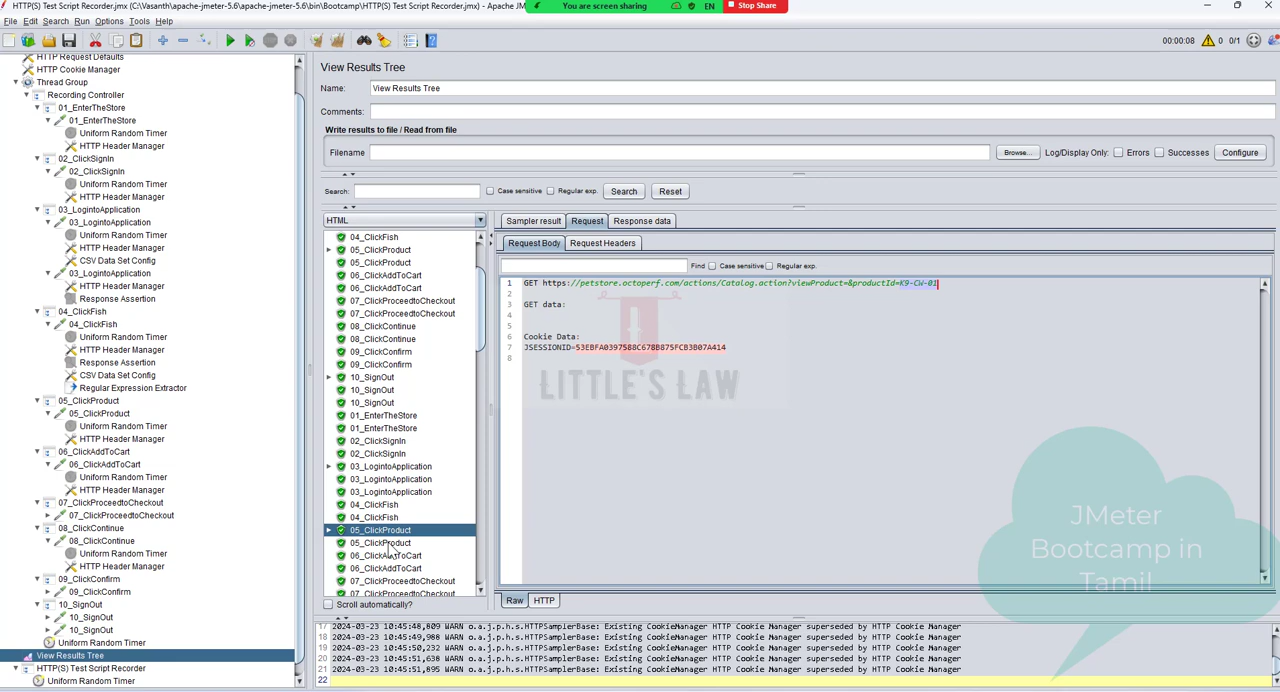 HTTP(S) Test Script Recorder.jmx (C:\Vasanth\apache-jmeter-5.6\apache-jmeter-5.6\bin\Bootcamp\HTTP(S) Test Script Recorder.jmx) - Apache JM
You are screen sharing
EN
Stop Share
File Edit Search Run Options Tools Help
00:00:08 0 0/1
HTTP Request Defaults
HTTP Cookie Manager
Thread Group
Recording Controller
01_EnterTheStore
01_EnterTheStore
Uniform Random Timer
HTTP Header Manager
02_ClickSignIn
02_ClickSignIn
Uniform Random Timer
HTTP Header Manager
03_LogintoApplication
03_LogintoApplication
Uniform Random Timer
HTTP Header Manager
CSV Data Set Config
03_LogintoApplication
HTTP Header Manager
Response Assertion
04_ClickFish
04_ClickFish
Uniform Random Timer
HTTP Header Manager
Response Assertion
CSV Data Set Config
Regular Expression Extractor
05_ClickProduct
05_ClickProduct
Uniform Random Timer
HTTP Header Manager
06_ClickAddToCart
06_ClickAddToCart
Uniform Random Timer
HTTP Header Manager
07_ClickProceedtoCheckout
07_ClickProceedtoCheckout
08_ClickContinue
08_ClickContinue
Uniform Random Timer
HTTP Header Manager
09_ClickConfirm
09_ClickConfirm
10_SignOut
10_SignOut
10_SignOut
Uniform Random Timer
View Results Tree
HTTP(S) Test Script Recorder
Uniform Random Timer
View Results Tree
Name: View Results Tree
Comments:
Write results to file / Read from file
Filename Browse... Log/Display Only: Errors Successes Configure
Search: Case sensitive Regular exp. Search Reset
HTML
04_ClickFish
05_ClickProduct
05_ClickProduct
06_ClickAddToCart
06_ClickAddToCart
07_ClickProceedtoCheckout
07_ClickProceedtoCheckout
08_ClickContinue
08_ClickContinue
09_ClickConfirm
09_ClickConfirm
10_SignOut
10_SignOut
10_SignOut
01_EnterTheStore
01_EnterTheStore
02_ClickSignIn
02_ClickSignIn
03_LogintoApplication
03_LogintoApplication
03_LogintoApplication
04_ClickFish
04_ClickFish
05_ClickProduct
05_ClickProduct
06_ClickAddToCart
06_ClickAddToCart
07_ClickProceedtoCheckout
07_ClickProceedtoCheckout
Scroll automatically?
Sampler result Request Response data
Request Body Request Headers
Find Case sensitive Regular exp.
1 GET https://petstore.octoperf.com/actions/Catalog.action?viewProduct=&productId=K9-CW-01
2
3 GET data:
4
5
6 Cookie Data:
7 JSESSIONID=53EBFA0397588C678B875FCB3B07A414
8
LITTLE'S LAW
Raw HTTP
JMeter
Bootcamp in
Tamil
17 2024-03-23 10:45:48,809 WARN o.a.j.p.h.s.HTTPSamplerBase: Existing CookieManager HTTP Cookie Manager superseded by HTTP Cookie Manager
18 2024-03-23 10:45:49,988 WARN o.a.j.p.h.s.HTTPSamplerBase: Existing CookieManager HTTP Cookie Manager superseded by HTTP Cookie Manager
19 2024-03-23 10:45:50,232 WARN o.a.j.p.h.s.HTTPSamplerBase: Existing CookieManager HTTP Cookie Manager superseded by HTTP Cookie Manager
20 2024-03-23 10:45:51,638 WARN o.a.j.p.h.s.HTTPSamplerBase: Existing CookieManager HTTP Cookie Manager superseded by HTTP Cookie Manager
21 2024-03-23 10:45:51,895 WARN o.a.j.p.h.s.HTTPSamplerBase: Existing CookieManager HTTP Cookie Manager superseded by HTTP Cookie Manager
22